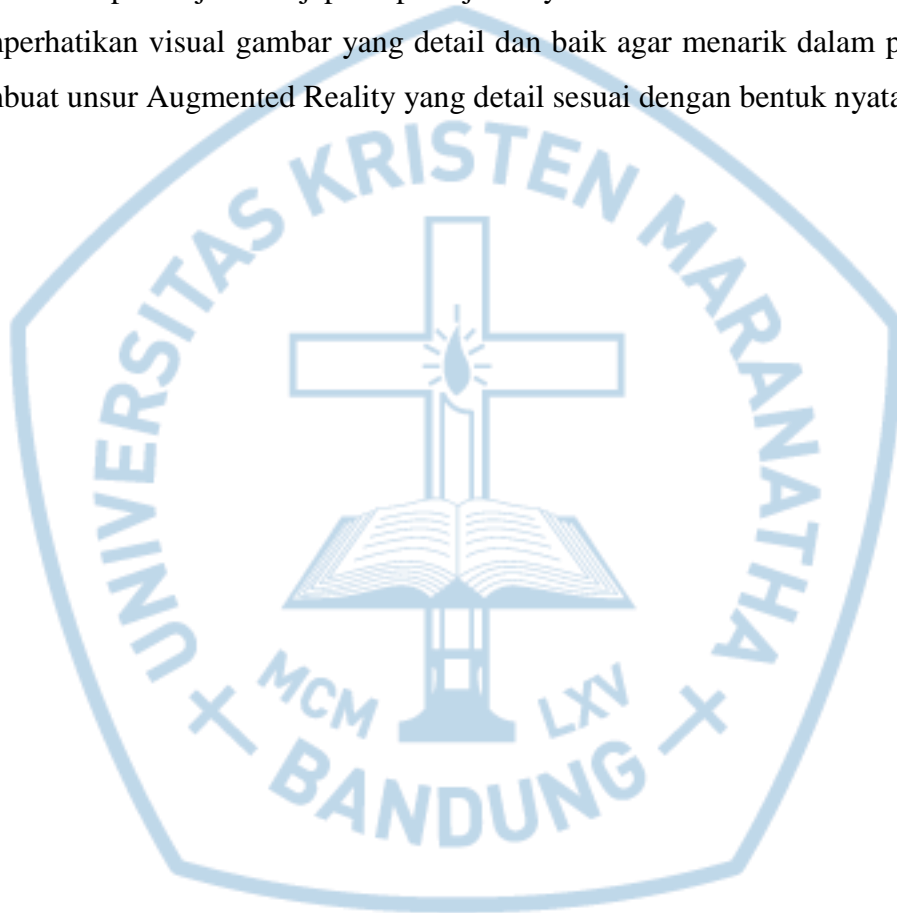 mperhatikan visual gambar yang detail dan baik agar menarik dalam p
buat unsur Augmented Reality yang detail sesuai dengan bentuk nyata
UNIVERSITAS KRISTEN MARANATHA
MCM LXV
BANDUNG